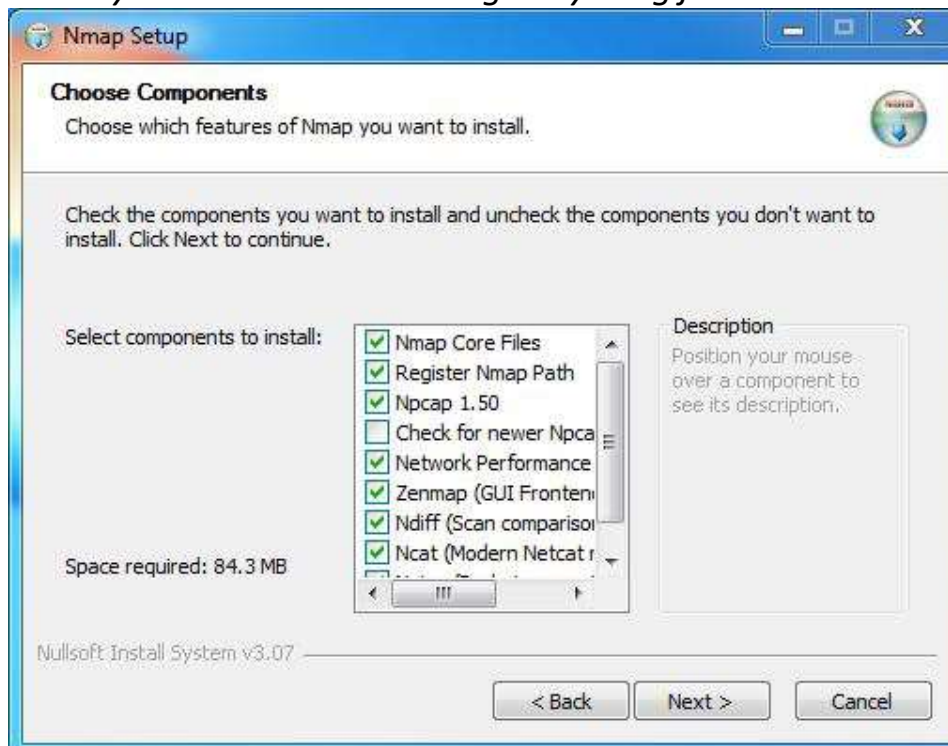 Nmap Setup
Choose Components
Choose which features of Nmap you want to install.
Check the components you want to install and uncheck the components you don't want to
install. Click Next to continue.
Select components to install:
Nmap Core Files
Register Nmap Path
Npcap 1.50
Check for newer Npca
Network Performance
Zenmap (GUI Fronten
Ndiff (Scan compariso
Ncat (Modern Netcat r
Description
Position your mouse
over a component to
see its description.
Space required: 84.3 MB
Nullsoft Install System v3.07
< Back
Next >
Cancel